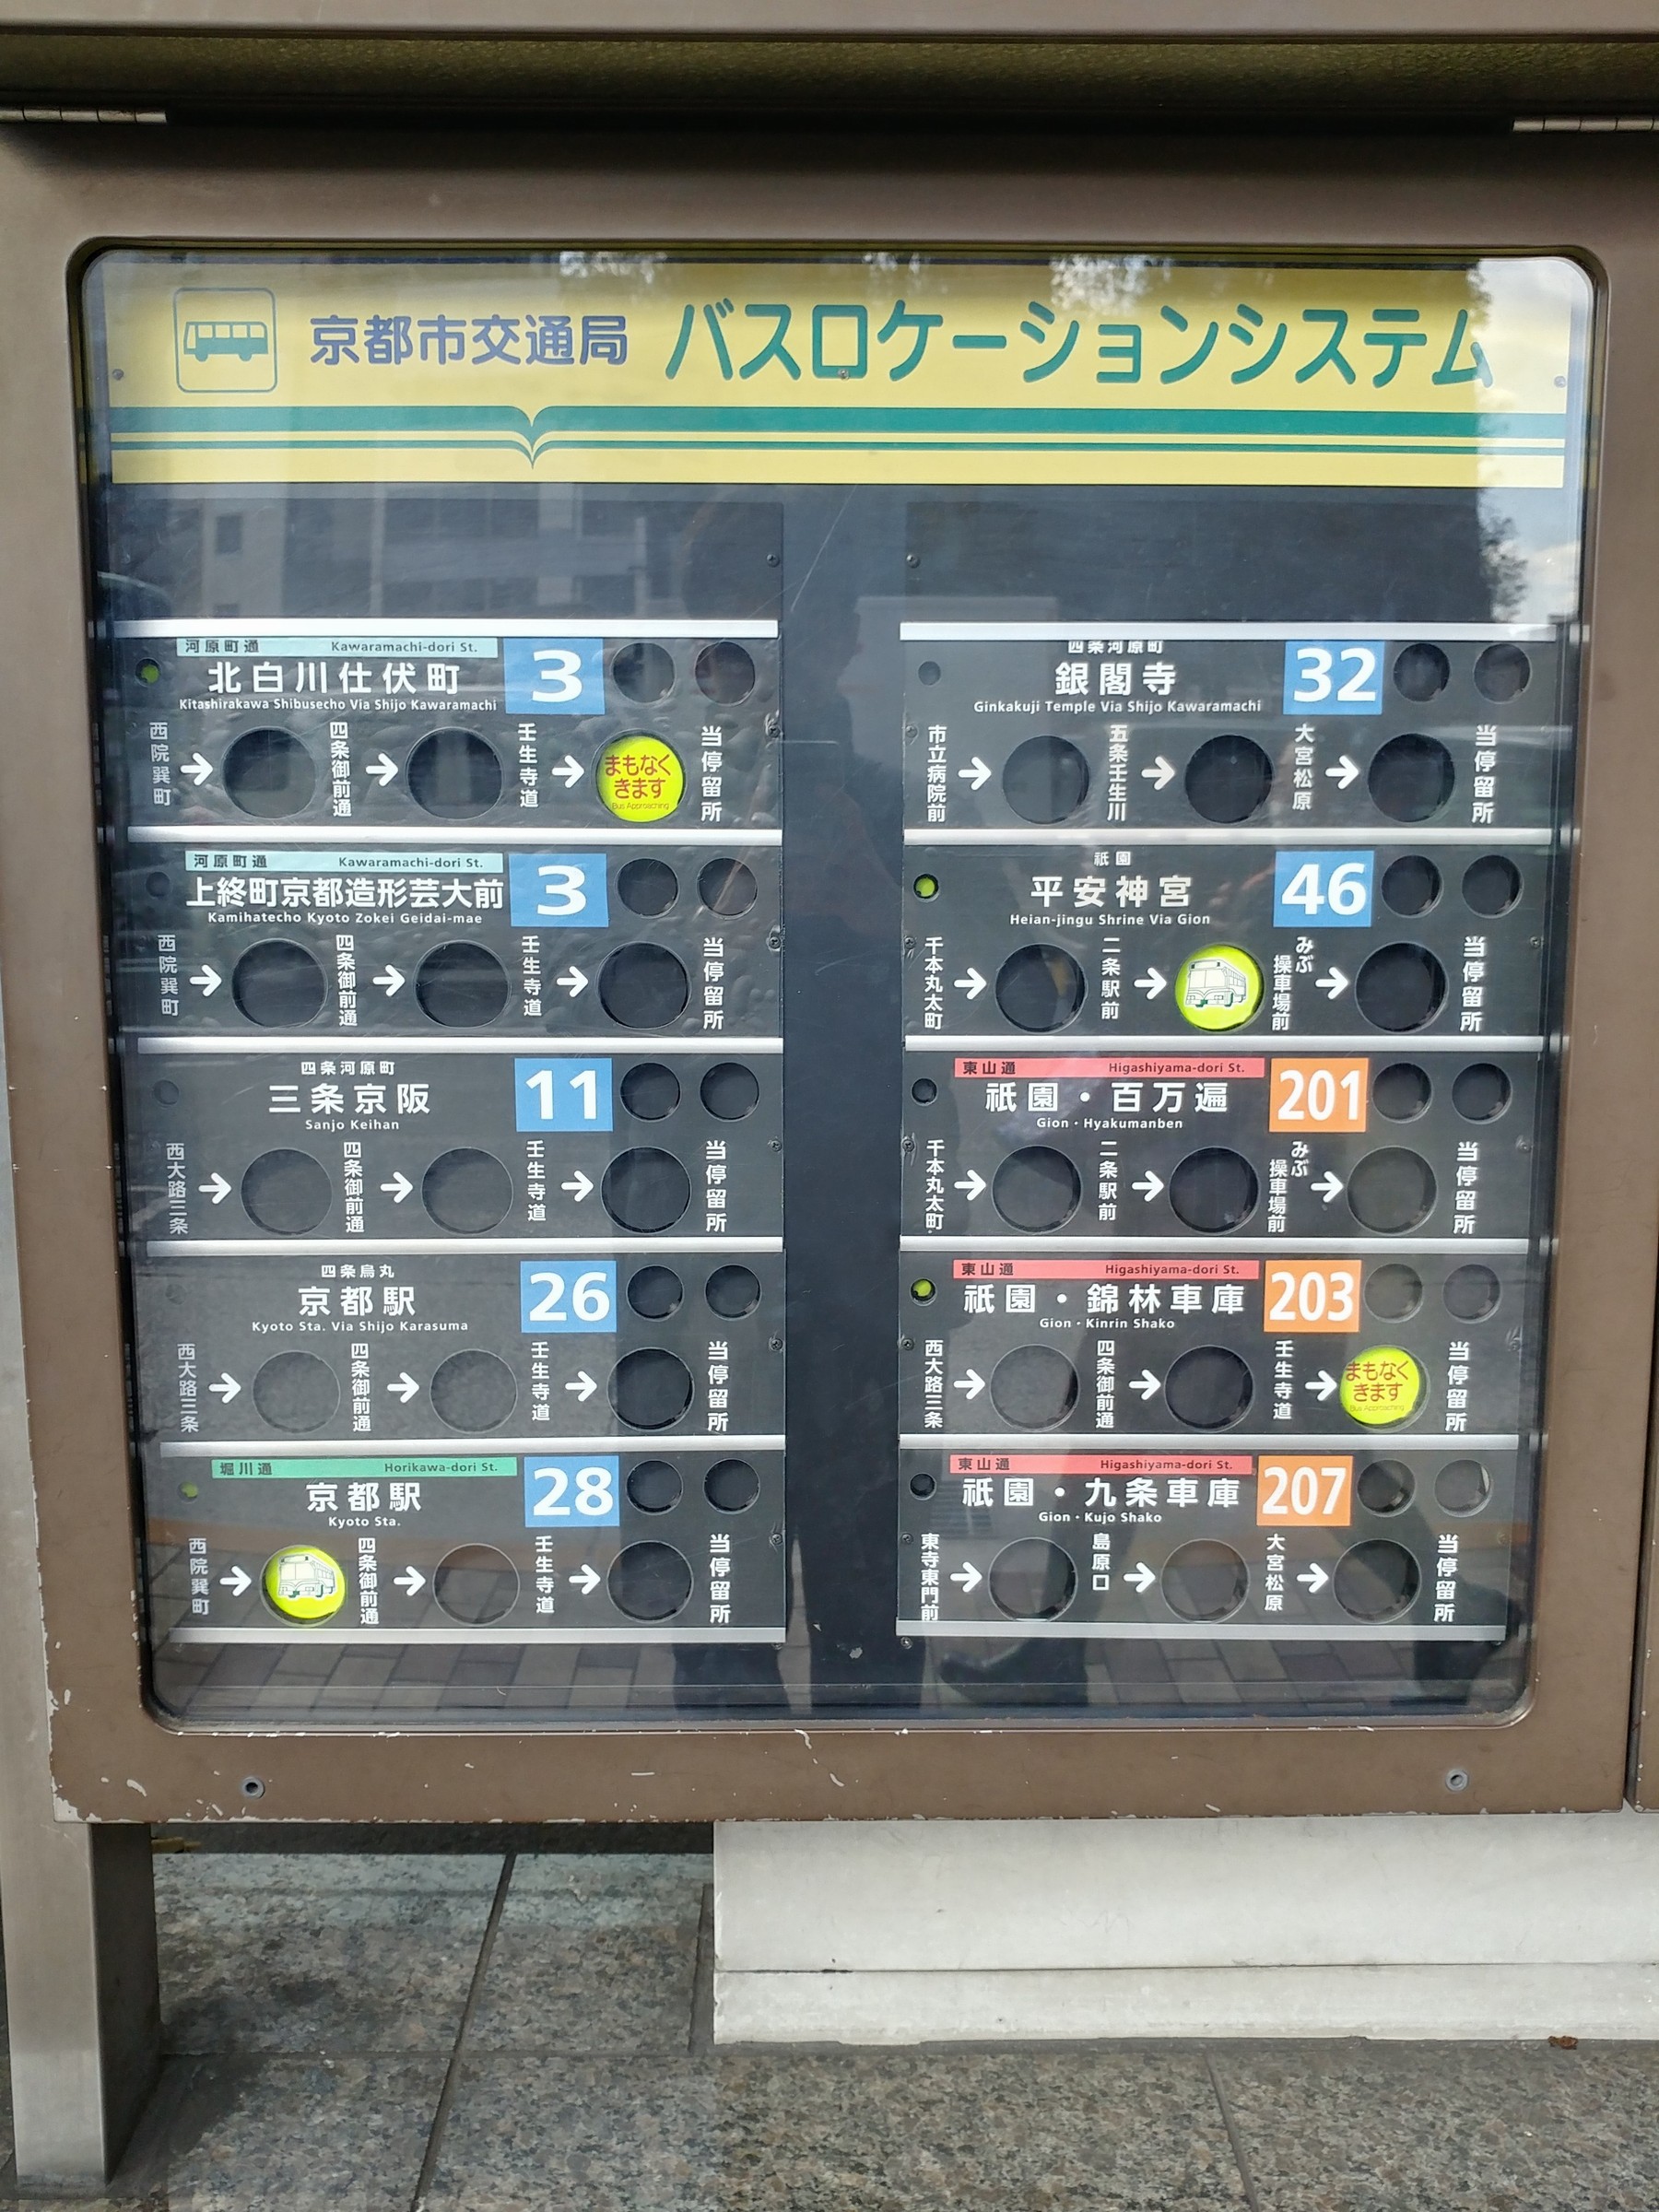 京都市交通局 バスロケーションシステム
河原町通 Kawaramachi-dori St.
北白川仕伏町 3
Kitashirakawa Shibusecho Via Shijo Kawaramachi
西院巽町 → 四条御前通 → 壬生寺道 → まもなくきます Bus Approaching 当停留所
河原町通 Kawaramachi-dori St.
上終町京都造形芸大前 3
Kamihatecho Kyoto Zokei Geidai-mae
西院巽町 → 四条御前通 → 壬生寺道 → 当停留所
四条河原町
三条京阪 11
Sanjo Keihan
西大路三条 → 四条御前通 → 壬生寺道 → 当停留所
四条烏丸
京都駅 26
Kyoto Sta. Via Shijo Karasuma
西大路三条 → 四条御前通 → 壬生寺道 → 当停留所
堀川通 Horikawa-dori St.
京都駅 28
Kyoto Sta.
西院巽町 → 四条御前通 → 壬生寺道 → 当停留所
四条河原町
銀閣寺 32
Ginkakuji Temple Via Shijo Kawaramachi
市立病院前 → 五条壬生川 → 大宮松原 → 当停留所
祇園
平安神宮 46
Heian-jingu Shrine Via Gion
千本丸太町 → 二条駅前 → みぶ操車場前 → 当停留所
東山通 Higashiyama-dori St.
祇園・百万遍 201
Gion・Hyakumanben
千本丸太町 → 二条駅前 → みぶ操車場前 → 当停留所
東山通 Higashiyama-dori St.
祇園・錦林車庫 203
Gion・Kinrin Shako
西大路三条 → 四条御前通 → 壬生寺道 → まもなくきます Bus Approaching 当停留所
東山通 Higashiyama-dori St.
祇園・九条車庫 207
Gion・Kujo Shako
東寺東門前 → 島原口 → 大宮松原 → 当停留所